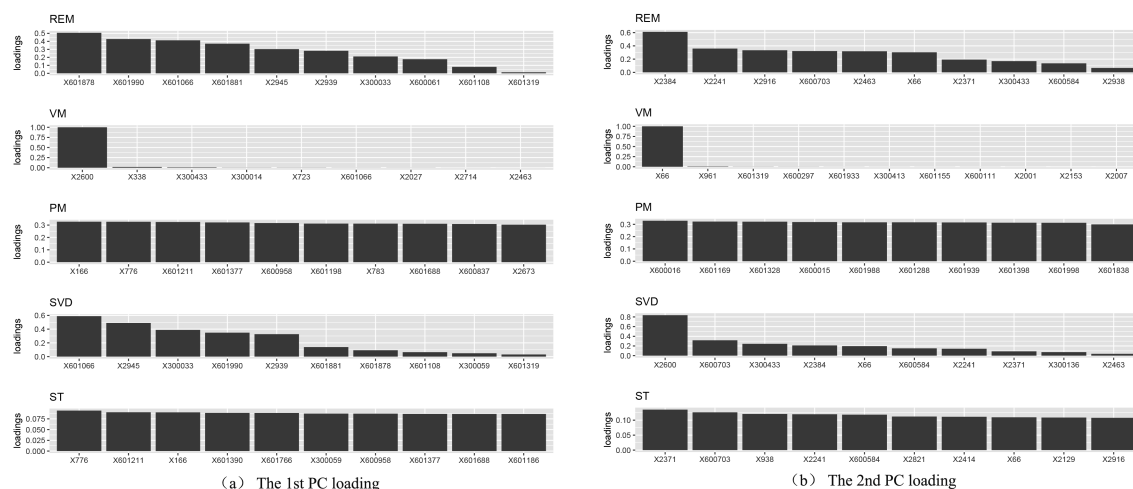 REM
loadings
0.5
0.4
0.3
0.2
0.1
0.0
X601878 X601990 X601066 X601881 X2945 X2939 X300033 X600061 X601108 X601319
VM
loadings
1.00
0.75
0.50
0.25
0.00
X2600 X338 X300433 X300014 X723 X601066 X2027 X2714 X2463
PM
loadings
0.3
0.2
0.1
0.0
X166 X776 X601211 X601377 X600958 X601198 X783 X601688 X600837 X2673
SVD
loadings
0.6
0.4
0.2
0.0
X601066 X2945 X300033 X601990 X2939 X601881 X601878 X601108 X300059 X601319
ST
loadings
0.075
0.050
0.025
0.000
X776 X601211 X166 X601390 X601766 X300059 X600958 X601377 X601688 X601186
(a) The 1st PC loading
REM
loadings
0.6
0.4
0.2
0.0
X2384 X2241 X2916 X600703 X2463 X66 X2371 X300433 X600584 X2938
VM
loadings
1.00
0.75
0.50
0.25
0.00
X66 X961 X601319 X600297 X601933 X300413 X601155 X600111 X2001 X2153 X2007
PM
loadings
0.3
0.2
0.1
0.0
X600016 X601169 X601328 X600015 X601988 X601288 X601939 X601398 X601998 X601838
SVD
loadings
0.8
0.6
0.4
0.2
0.0
X2600 X600703 X300433 X2384 X66 X600584 X2241 X2371 X300136 X2463
ST
loadings
0.10
0.05
0.00
X2371 X600703 X938 X2241 X600584 X2821 X2414 X66 X2129 X2916
(b) The 2nd PC loading